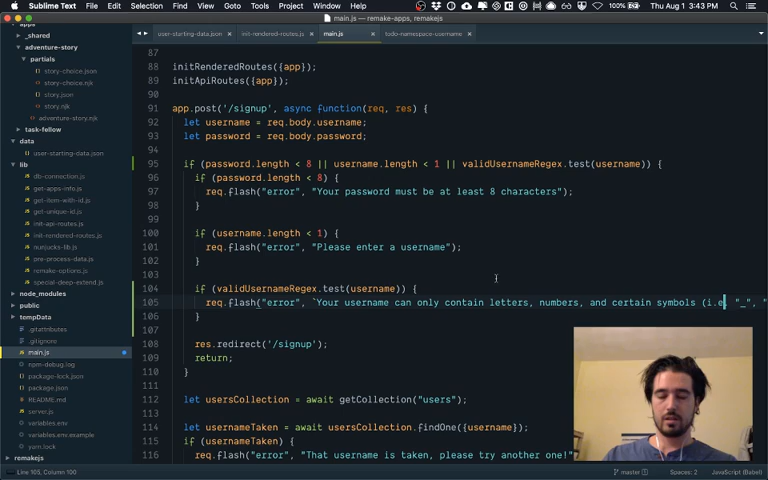 Sublime Text File Edit Selection Find View Goto Tools Project Window Help 100% Thu Aug 1 3:43 PM
main.js — remake-apps, remakejs
user-starting-data.json init-rendered-routes.js main.js todo-namespace-username
apps
_shared
adventure-story
partials
story-choice.json
story-choice.njk
story.json
story.njk
adventure-story.njk
task-fellow
data
user-starting-data.json
lib
db-connection.js
get-apps-info.js
get-item-with-id.js
get-unique-id.js
init-api-routes.js
init-rendered-routes.js
nunjucks-lib.js
pre-process-data.js
remake-options.js
special-deep-extend.js
node_modules
public
tempData
.gitattributes
.gitignore
main.js
npm-debug.log
package-lock.json
package.json
README.md
server.js
variables.env
variables.env.example
yarn.lock
remakejs
87
88 initRenderedRoutes({app});
89 initApiRoutes({app});
90
91 app.post('/signup', async function(req, res) {
92 let username = req.body.username;
93 let password = req.body.password;
94
95 if (password.length < 8 || username.length < 1 || validUsernameRegex.test(username)) {
96 if (password.length < 8) {
97 req.flash("error", "Your password must be at least 8 characters");
98 }
99
100 if (username.length < 1) {
101 req.flash("error", "Please enter a username");
102 }
103
104 if (validUsernameRegex.test(username)) {
105 req.flash("error", `Your username can only contain letters, numbers, and certain symbols (i.e. "_", "
106 }
107
108 res.redirect('/signup');
109 return;
110 }
111
112 let usersCollection = await getCollection("users");
113
114 let usernameTaken = await usersCollection.findOne({username});
115 if (usernameTaken) {
116 req.flash("error", "That username is taken, please try another one!"
Line 105, Column 100 master Spaces: 2 JavaScript (Babel)